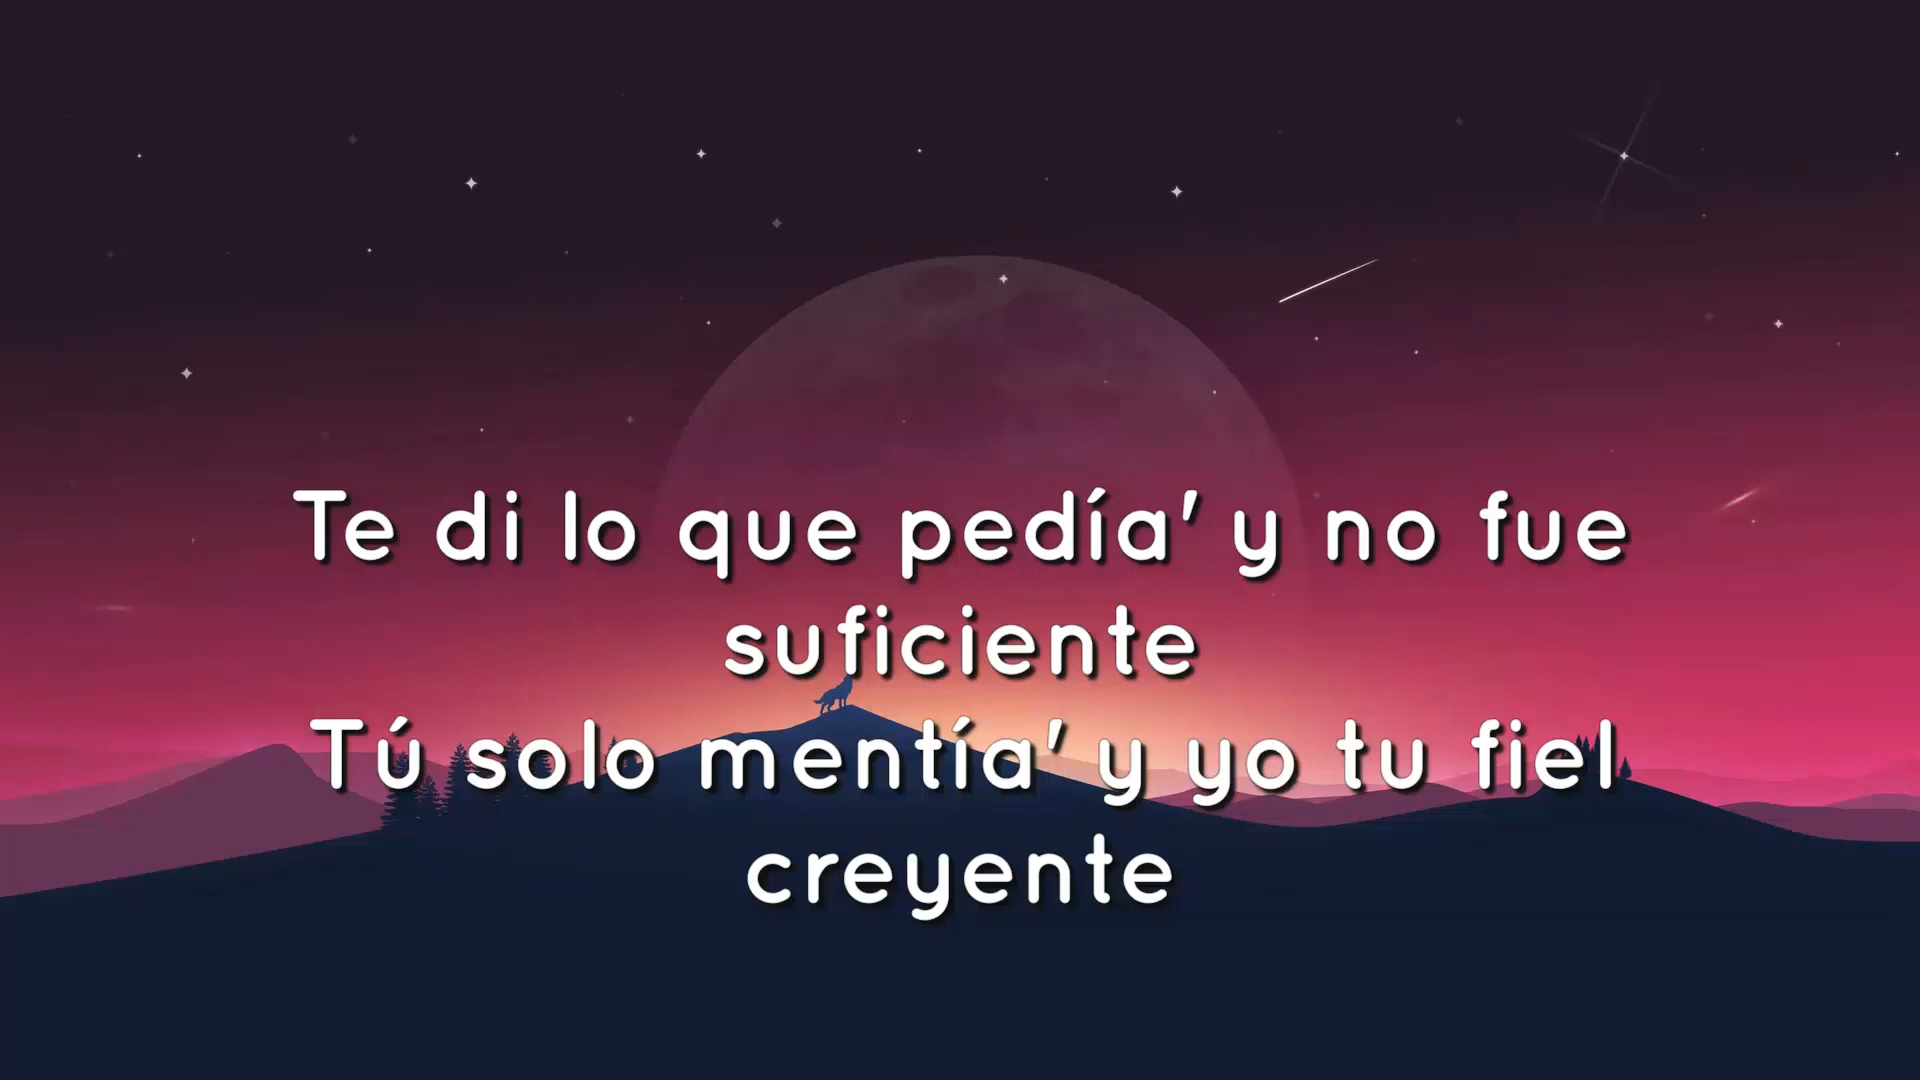 Te di lo que pedía' y no fue
suficiente
Tú solo mentía' y yo tu fiel
creyente